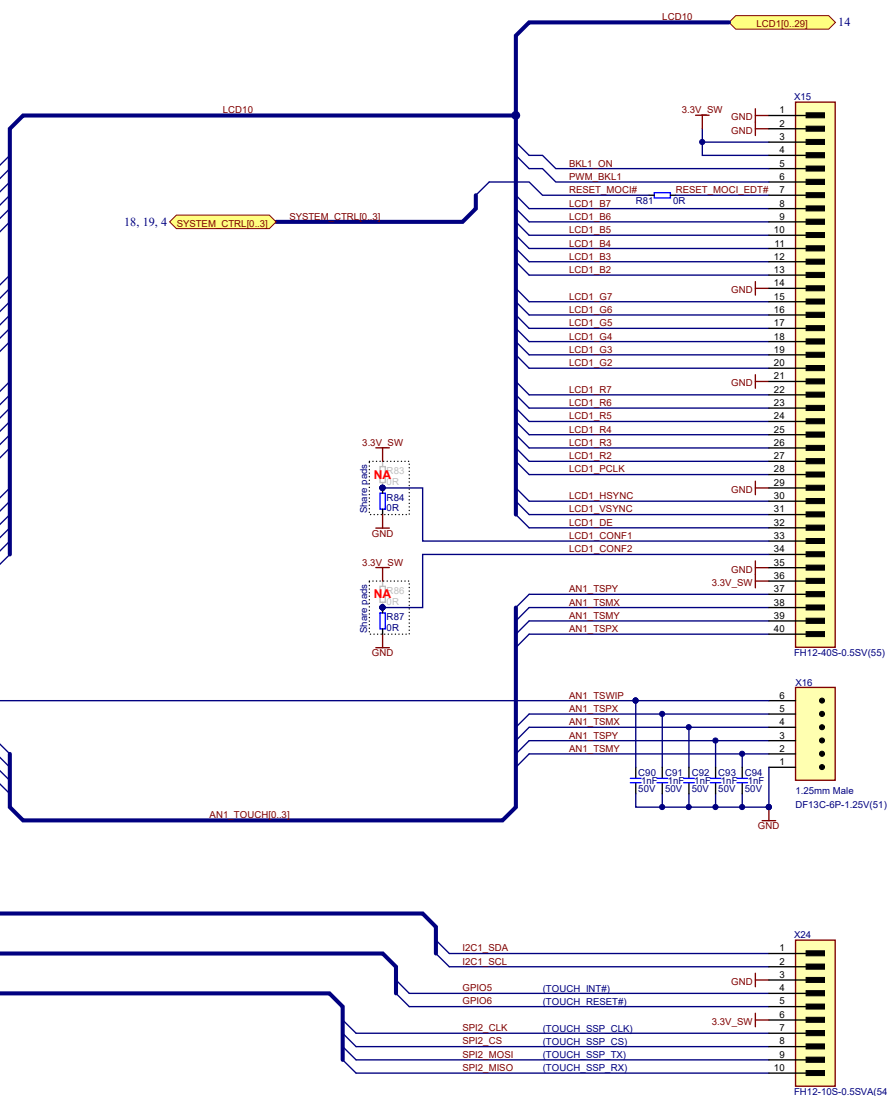 LCD10
LCD1[0..29]
14
X15
LCD10
3.3V_SW
GND
1
GND
2
3
4
BKL1_ON
5
PWM_BKL1
6
RESET_MOCI#
R81
0R
RESET_MOCI_EDT#
7
18, 19, 4
SYSTEM_CTRL[0..3]
SYSTEM_CTRL[0..3]
LCD1_B7
8
LCD1_B6
9
LCD1_B5
10
LCD1_B4
11
LCD1_B3
12
LCD1_B2
13
GND
14
LCD1_G7
15
LCD1_G6
16
LCD1_G5
17
LCD1_G4
18
LCD1_G3
19
LCD1_G2
20
GND
21
LCD1_R7
22
LCD1_R6
23
LCD1_R5
24
LCD1_R4
25
LCD1_R3
26
LCD1_R2
27
LCD1_PCLK
28
GND
29
LCD1_HSYNC
30
LCD1_VSYNC
31
LCD1_DE
32
LCD1_CONF1
33
LCD1_CONF2
34
GND
35
3.3V_SW
36
AN1_TSPY
37
AN1_TSMX
38
AN1_TSMY
39
AN1_TSPX
40
FH12-40S-0.5SV(55)
3.3V_SW
Share pads
NA
R83
0R
R84
0R
GND
3.3V_SW
Share pads
NA
R86
0R
R87
0R
GND
X16
AN1_TSWIP
6
AN1_TSPX
5
AN1_TSMX
4
AN1_TSPY
3
AN1_TSMY
2
1
C90
1nF
50V
C91
1nF
50V
C92
1nF
50V
C93
1nF
50V
C94
1nF
50V
1.25mm Male
DF13C-6P-1.25V(51)
GND
AN1_TOUCH[0..3]
X24
I2C1_SDA
1
I2C1_SCL
2
GND
3
GPIO5
(TOUCH_INT#)
4
GPIO6
(TOUCH_RESET#)
5
3.3V_SW
6
SPI2_CLK
(TOUCH_SSP_CLK)
7
SPI2_CS
(TOUCH_SSP_CS)
8
SPI2_MOSI
(TOUCH_SSP_TX)
9
SPI2_MISO
(TOUCH_SSP_RX)
10
FH12-10S-0.5SVA(54